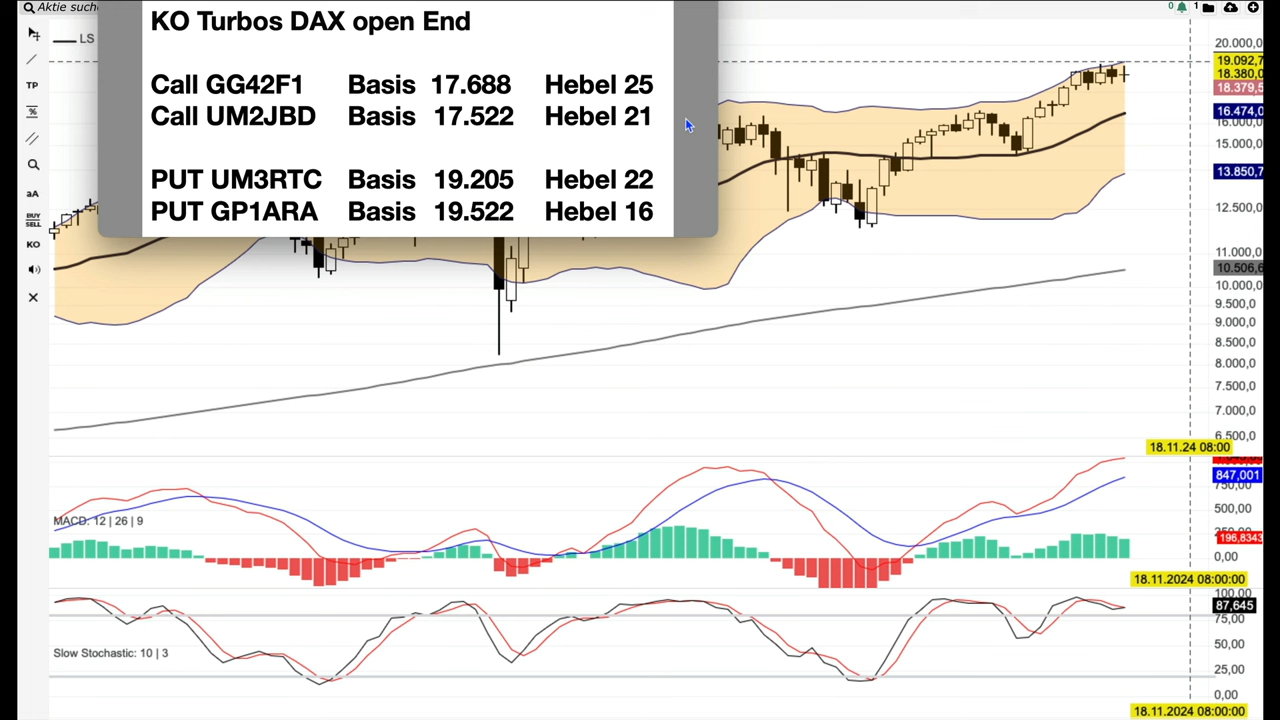 Aktie such
0
1
KO Turbos DAX open End
LS
Call GG42F1 Basis 17.688 Hebel 25
Call UM2JBD Basis 17.522 Hebel 21
PUT UM3RTC Basis 19.205 Hebel 22
PUT GP1ARA Basis 19.522 Hebel 16
TP
%
aA
BUY
SELL
KO
20.000,0
19.092,7
18.380,0
18.379,5
16.474,0
16.000,0
15.000,0
13.850,7
12.500,0
11.000,0
10.506,6
10.000,0
9.500,0
9.000,0
8.500,0
8.000,0
7.500,0
7.000,0
6.500,0
18.11.24 08:00
847,001
750,00
500,00
196,8343
0,00
MACD: 12 | 26 | 9
18.11.2024 08:00:00
100,00
87,645
75,00
50,00
25,00
0,00
Slow Stochastic: 10 | 3
18.11.2024 08:00:00